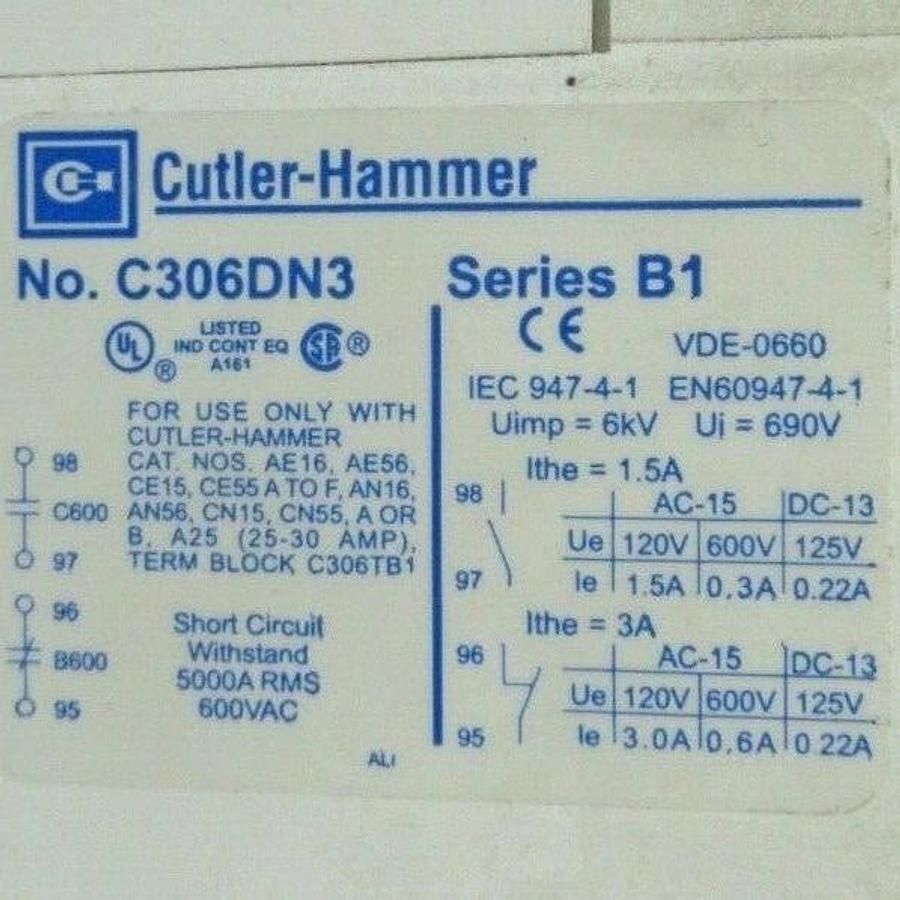 Cutler-Hammer
No. C306DN3
Series B1
UL ®
LISTED
IND CONT EQ
A161
SA ®
FOR USE ONLY WITH
CUTLER-HAMMER
CAT. NOS. AE16, AE56,
CE15, CE55 A TO F, AN16,
AN56, CN15, CN55, A OR
B, A25 (25-30 AMP),
TERM BLOCK C306TB1
98
C600
97
96
B600
95
Short Circuit
Withstand
5000A RMS
600VAC
ALI
CE VDE-0660
IEC 947-4-1 EN60947-4-1
Uimp = 6kV Ui = 690V
Ithe = 1.5A
98
97
AC-15 DC-13
Ue 120V 600V 125V
Ie 1.5A 0,3A 0.22A
Ithe = 3A
96
95
AC-15 DC-13
Ue 120V 600V 125V
Ie 3.0A 0,6A 0 22A